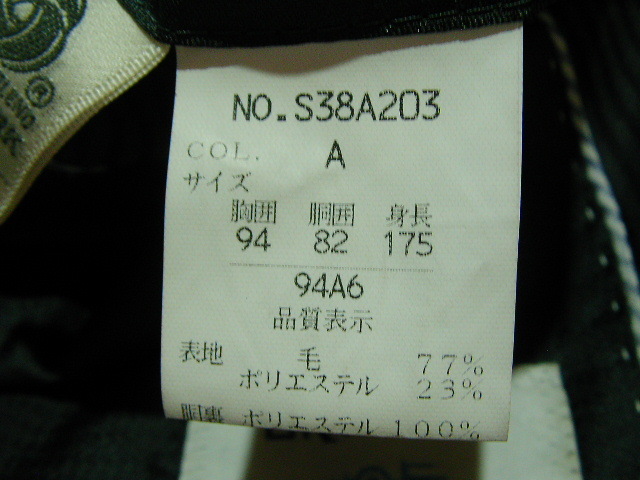 NO.S38A203
COL. A
サイズ
胸囲 胴囲 身長
94 82 175
94A6
品質表示
表地 毛 77%
ポリエステル 23%
胴裏 ポリエステル 100%